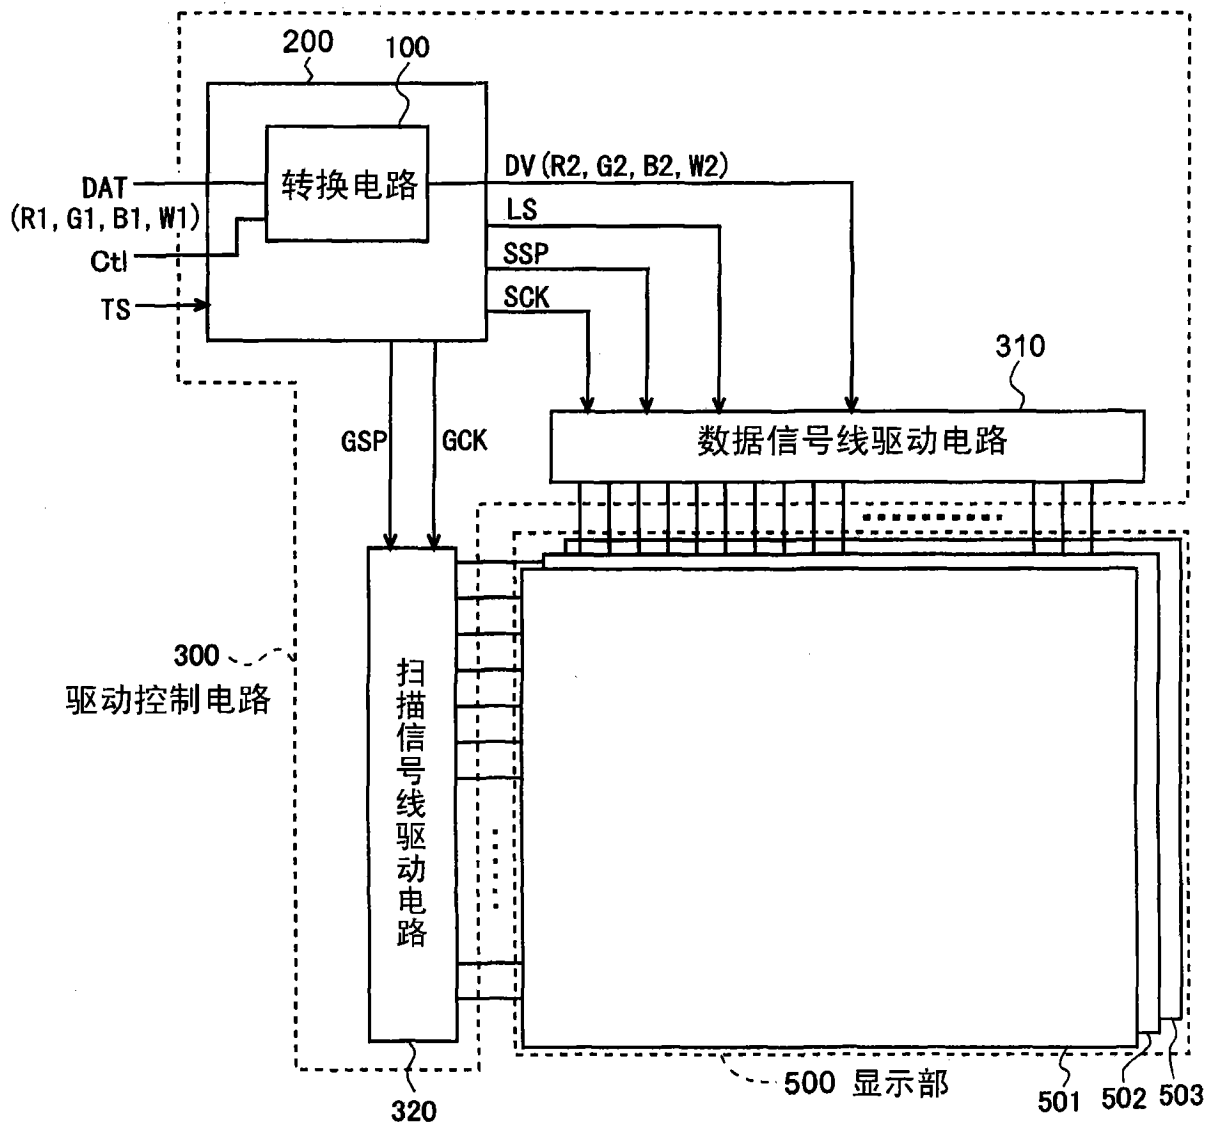 200
100
转换电路
DAT
(R1, G1, B1, W1)
Ctl
TS
DV(R2, G2, B2, W2)
LS
SSP
SCK
310
数据信号线驱动电路
GSP
GCK
300
驱动控制电路
扫描信号线驱动电路
320
500 显示部
501
502
503